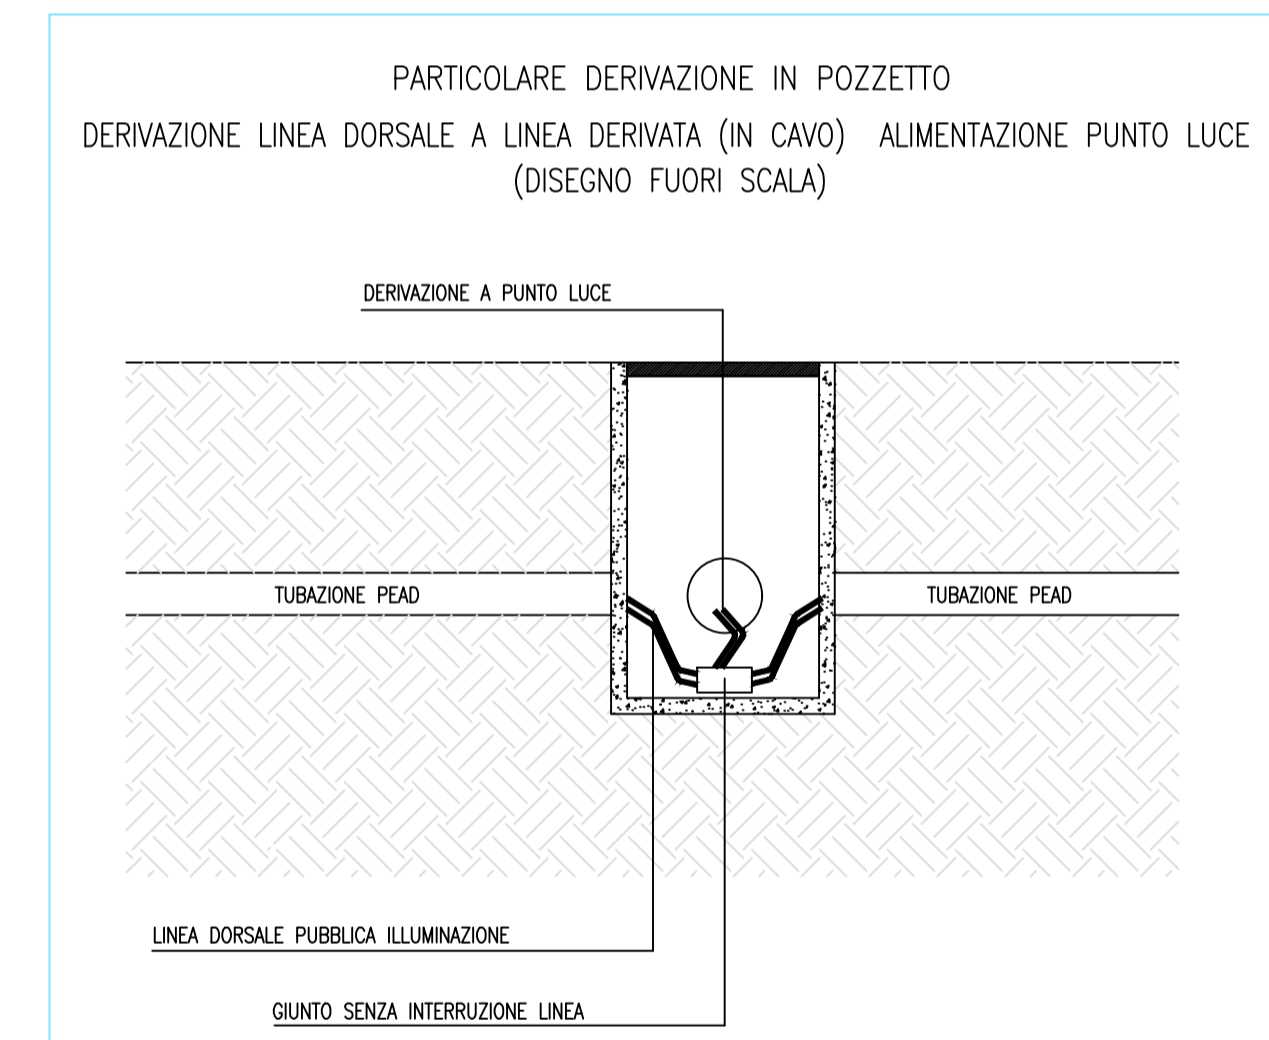 PARTICOLARE DERIVAZIONE IN POZZETTO
DERIVAZIONE LINEA DORSALE A LINEA DERIVATA (IN CAVO) ALIMENTAZIONE PUNTO LUCE
(DISEGNO FUORI SCALA)
DERIVAZIONE A PUNTO LUCE
TUBAZIONE PEAD
TUBAZIONE PEAD
LINEA DORSALE PUBBLICA ILLUMINAZIONE
GIUNTO SENZA INTERRUZIONE LINEA